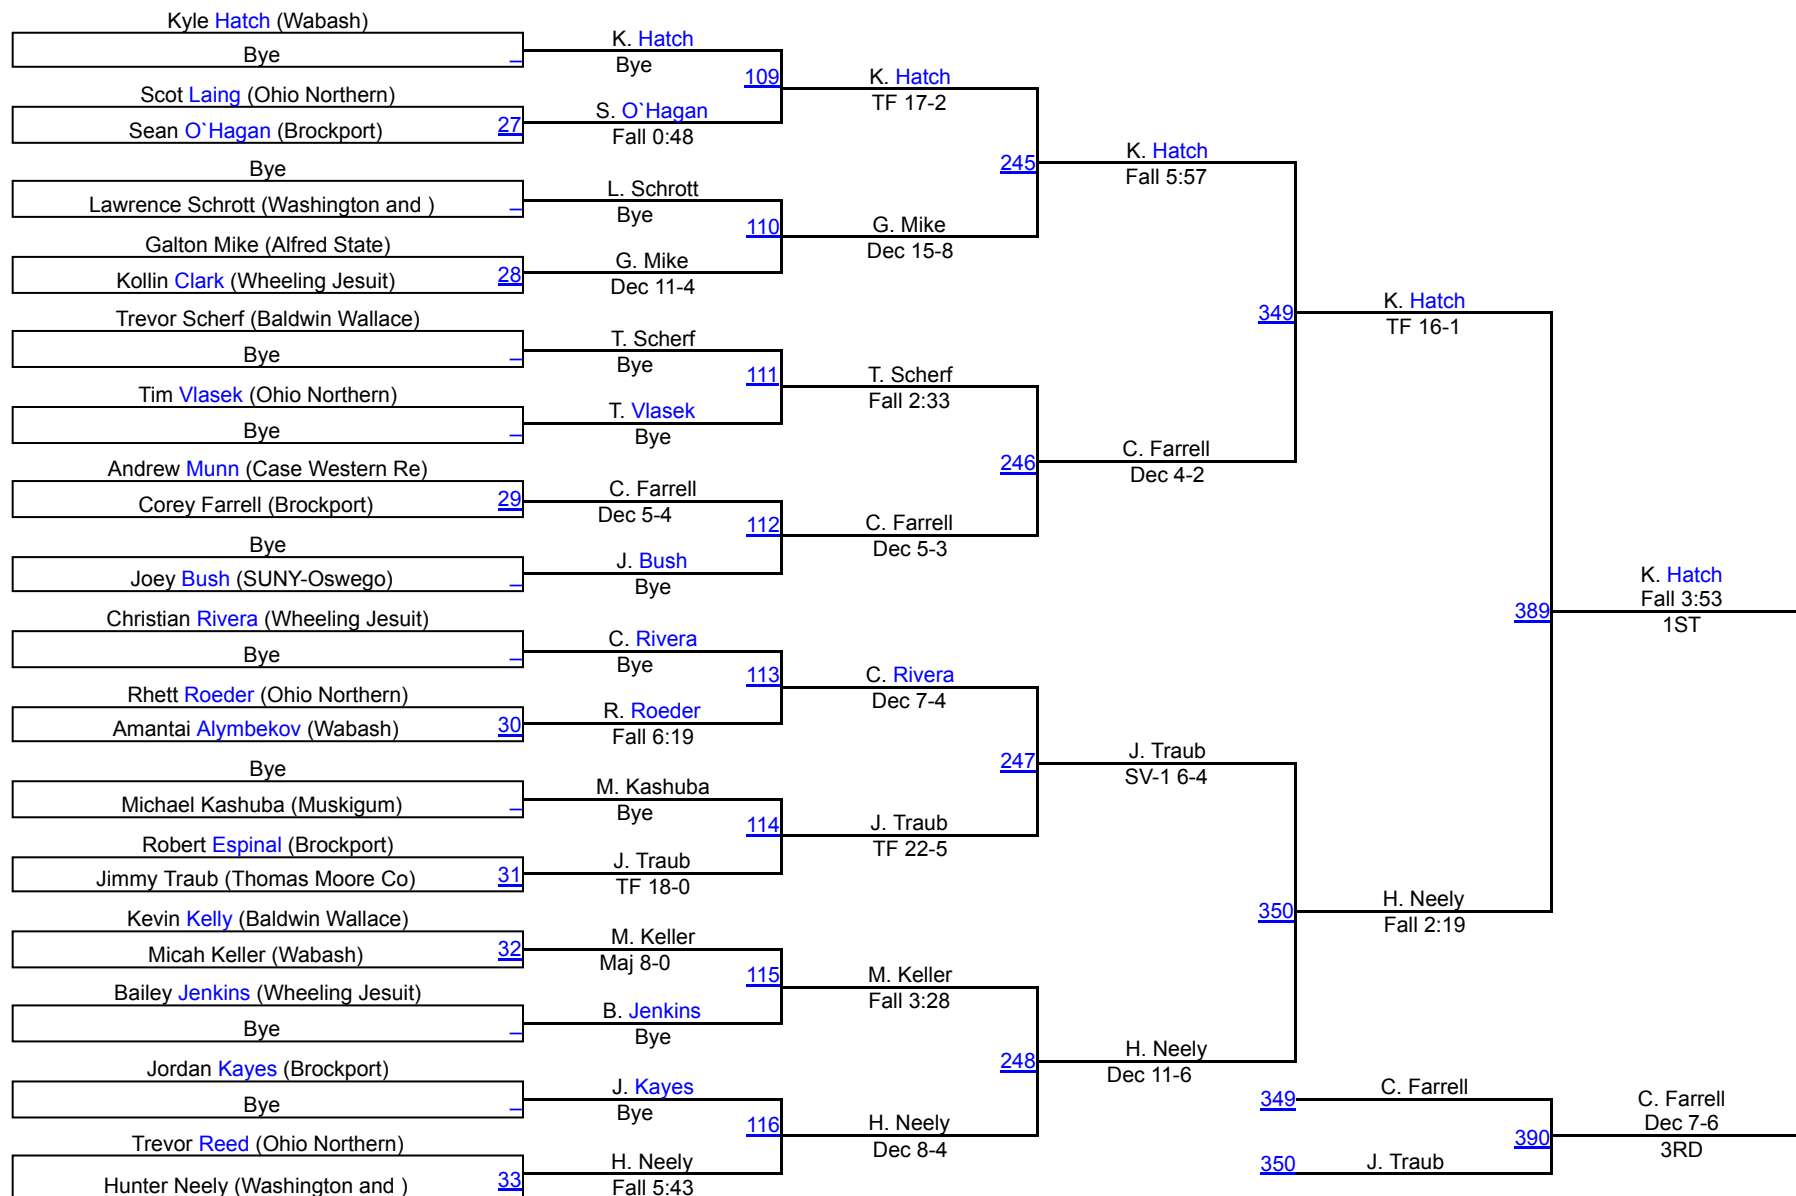 Kyle Hatch (Wabash)
Bye
Scot Laing (Ohio Northern)
Sean O`Hagan (Brockport)
27
Bye
Lawrence Schrott (Washington and )
Galton Mike (Alfred State)
Kollin Clark (Wheeling Jesuit)
28
Trevor Scherf (Baldwin Wallace)
Bye
Tim Vlasek (Ohio Northern)
Bye
Andrew Munn (Case Western Re)
Corey Farrell (Brockport)
29
Bye
Joey Bush (SUNY-Oswego)
Christian Rivera (Wheeling Jesuit)
Bye
Rhett Roeder (Ohio Northern)
Amantai Alymbekov (Wabash)
30
Bye
Michael Kashuba (Muskigum)
Robert Espinal (Brockport)
Jimmy Traub (Thomas Moore Co)
31
Kevin Kelly (Baldwin Wallace)
Micah Keller (Wabash)
32
Bailey Jenkins (Wheeling Jesuit)
Bye
Jordan Kayes (Brockport)
Bye
Trevor Reed (Ohio Northern)
Hunter Neely (Washington and )
33
K. Hatch
Bye
109
S. O`Hagan
Fall 0:48
L. Schrott
Bye
110
G. Mike
Dec 11-4
T. Scherf
Bye
111
T. Vlasek
Bye
C. Farrell
Dec 5-4
112
J. Bush
Bye
C. Rivera
Bye
113
R. Roeder
Fall 6:19
M. Kashuba
Bye
114
J. Traub
TF 18-0
M. Keller
Maj 8-0
115
B. Jenkins
Bye
J. Kayes
Bye
116
H. Neely
Fall 5:43
K. Hatch
TF 17-2
245
G. Mike
Dec 15-8
T. Scherf
Fall 2:33
246
C. Farrell
Dec 5-3
C. Rivera
Dec 7-4
247
J. Traub
TF 22-5
M. Keller
Fall 3:28
248
H. Neely
Dec 8-4
K. Hatch
Fall 5:57
349
C. Farrell
Dec 4-2
J. Traub
SV-1 6-4
350
H. Neely
Dec 11-6
K. Hatch
TF 16-1
389
H. Neely
Fall 2:19
K. Hatch
Fall 3:53
1ST
349
C. Farrell
390
350
J. Traub
C. Farrell
Dec 7-6
3RD